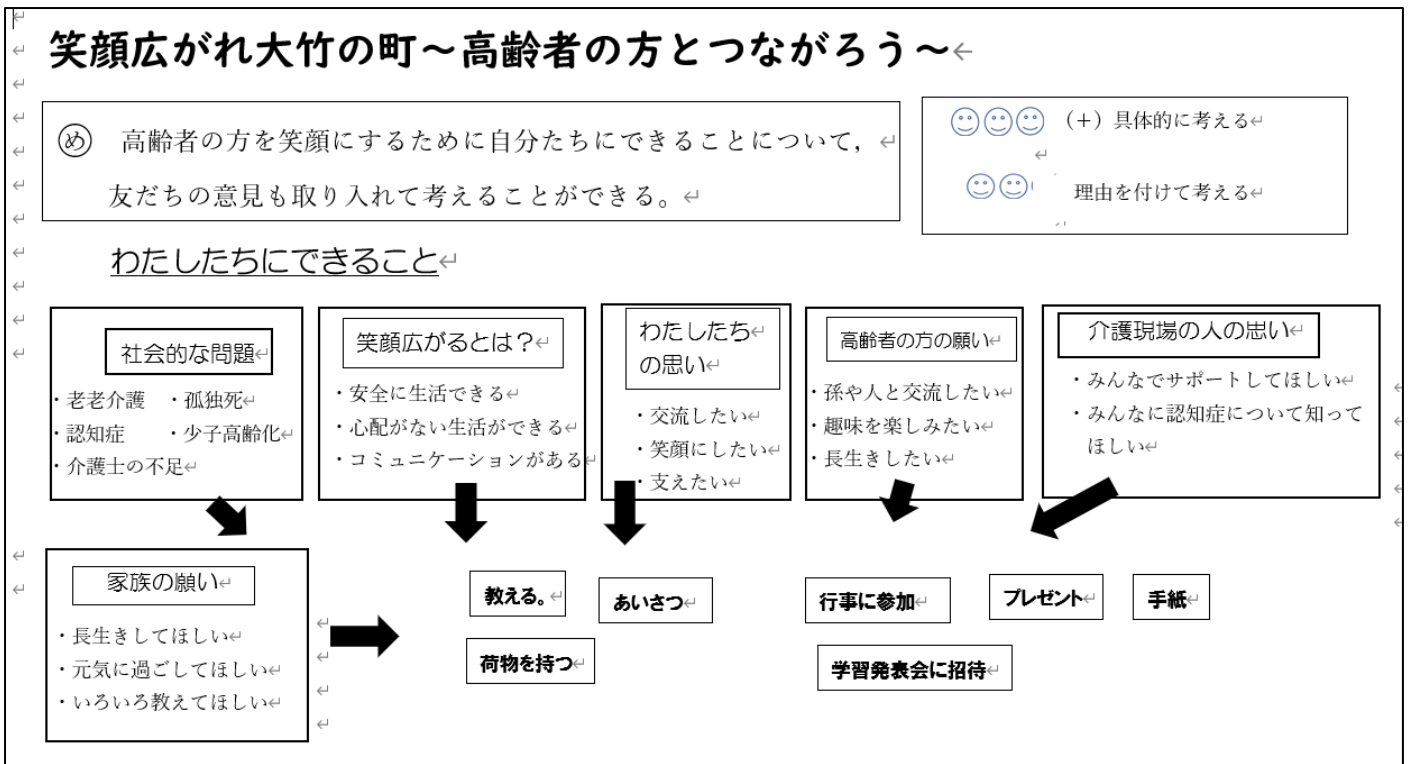 笑顔広がれ大竹の町～高齢者の方とつながろう～
め 高齢者の方を笑顔にするために自分たちにできることについて，
友だちの意見も取り入れて考えることができる。
（+）具体的に考える
理由を付けて考える
わたしたちにできること
社会的な問題
・老老介護 ・孤独死
・認知症 ・少子高齢化
・介護士の不足
笑顔広がるとは？
・安全に生活できる
・心配がない生活ができる
・コミュニケーションがある
わたしたち
の思い
・交流したい
・笑顔にしたい
・支えたい
高齢者の方の願い
・孫や人と交流したい
・趣味を楽しみたい
・長生きしたい
介護現場の人の思い
・みんなでサポートしてほしい
・みんなに認知症について知って
ほしい
家族の願い
・長生きしてほしい
・元気に過ごしてほしい
・いろいろ教えてほしい
教える。
あいさつ
荷物を持つ
行事に参加
プレゼント
手紙
学習発表会に招待